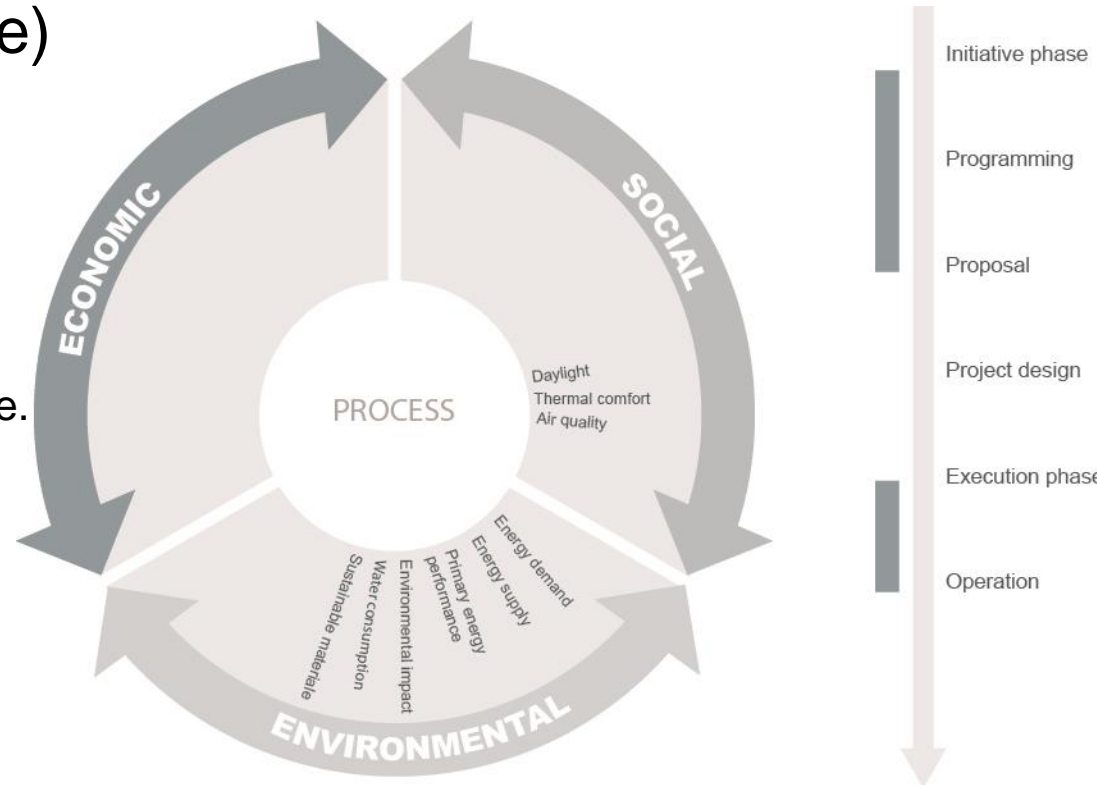 e)
e.
ECONOMIC
SOCIAL
PROCESS
Daylight
Thermal comfort
Air quality
Energy demand
Energy supply
Primary energy
performance
Environmental impact
Water consumption
Sustainable materiale
ENVIRONMENTAL
Initiative phase
Programming
Proposal
Project design
Execution phase
Operation